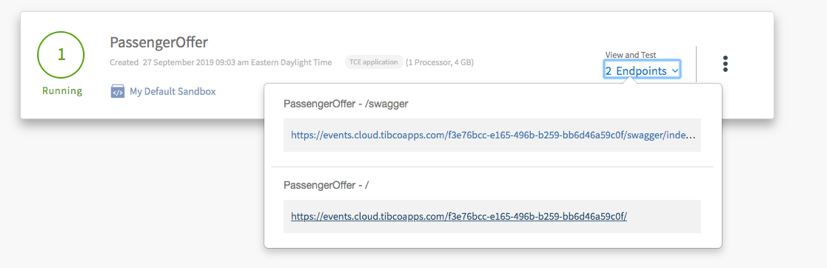 1
Running
PassengerOffer
Created 27 September 2019 09:03 am Eastern Daylight Time TCE application (1 Processor, 4 GB)
My Default Sandbox
View and Test
2 Endpoints
PassengerOffer - /swagger
https://events.cloud.tibcoapps.com/f3e76bcc-e165-496b-b259-bb6d46a59c0f/swagger/inde...
PassengerOffer - /
https://events.cloud.tibcoapps.com/f3e76bcc-e165-496b-b259-bb6d46a59c0f/